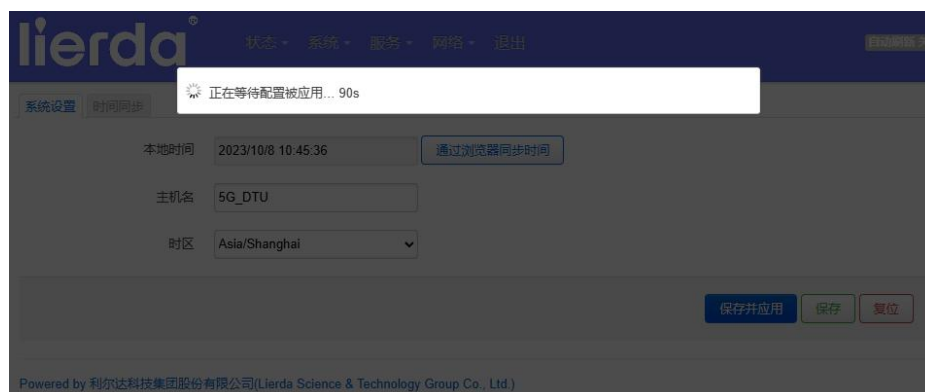 lierda®
状态 系统 服务 网络 退出
自动刷新
正在等待配置被应用... 90s
系统设置 时间同步
本地时间 2023/10/8 10:45:36 通过浏览器同步时间
主机名 5G_DTU
时区 Asia/Shanghai
保存并应用 保存 复位
Powered by 利尔达科技集团股份有限公司(Lierda Science & Technology Group Co., Ltd.)